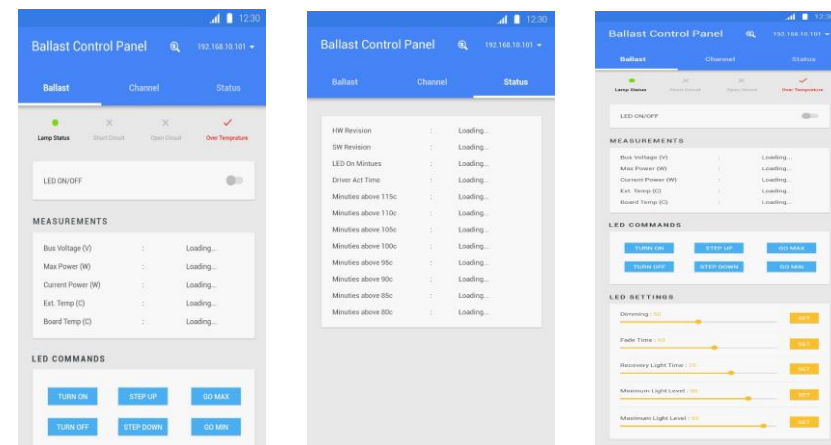 12:30
Ballast Control Panel 192.168.10.101
Ballast Channel Status
Lamp Status Short Circuit Open Circuit Over Temprature
LED ON/OFF
MEASUREMENTS
Bus Voltage (V) : Loading...
Max Power (W) : Loading...
Current Power (W) : Loading...
Ext. Temp (C) : Loading...
Board Temp (C) : Loading...
LED COMMANDS
TURN ON STEP UP GO MAX
TURN OFF STEP DOWN GO MIN
12:30
Ballast Control Panel 192.168.10.101
Ballast Channel Status
HW Revision : Loading...
SW Revision : Loading...
LED On Mintues : Loading...
Driver Act Time : Loading...
Minuties above 115c : Loading...
Minuties above 110c : Loading...
Minuties above 105c : Loading...
Minuties above 100c : Loading...
Minuties above 95c : Loading...
Minuties above 90c : Loading...
Minuties above 85c : Loading...
Minuties above 80c : Loading...
12:30
Ballast Control Panel 192.168.10.101
Ballast Channel Status
Lamp Status Short Circuit Open Circuit Over Temprature
LED ON/OFF
MEASUREMENTS
Bus Voltage (V) : Loading...
Max Power (W) : Loading...
Current Power (W) : Loading...
Ext. Temp (C) : Loading...
Board Temp (C) : Loading...
LED COMMANDS
TURN ON STEP UP GO MAX
TURN OFF STEP DOWN GO MIN
LED SETTINGS
Dimming : SET
Fade Time : SET
Recovery Light Time : SET
Minimum Light Level : SET
Maximum Light Level : SET